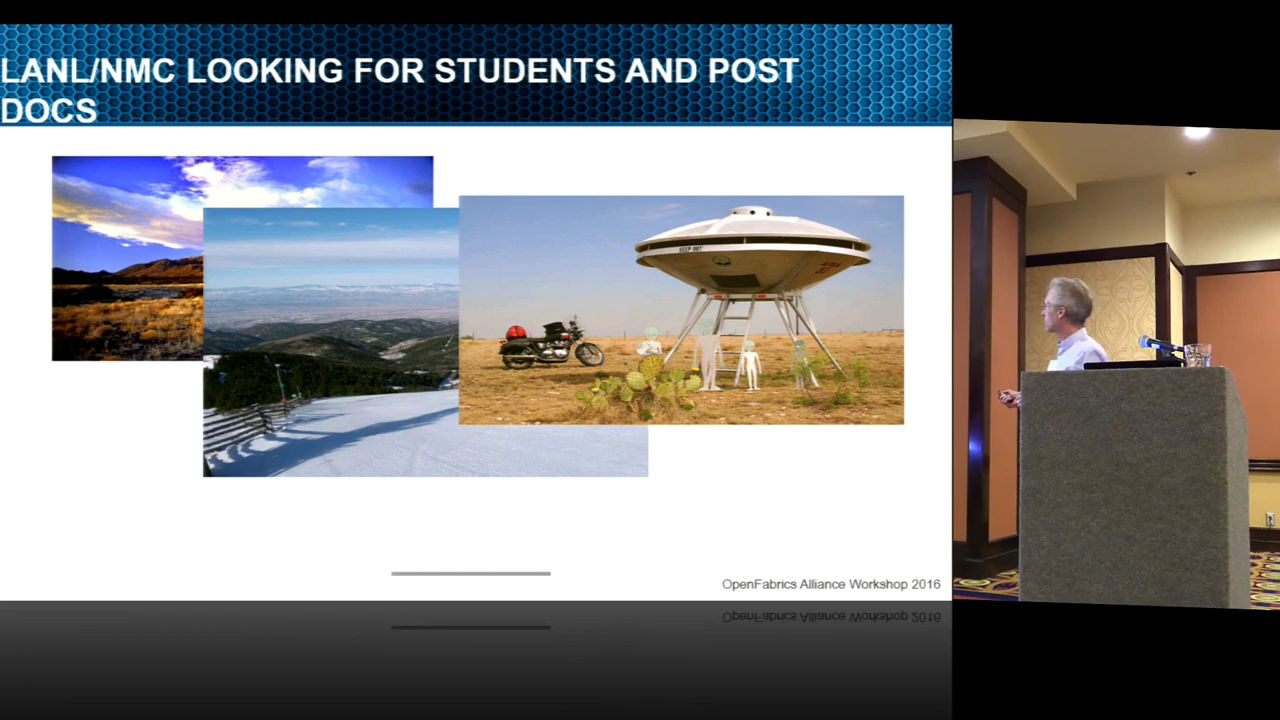 LANL/NMC LOOKING FOR STUDENTS AND POST
DOCS
KEEP OUT
OpenFabrics Alliance Workshop 2016